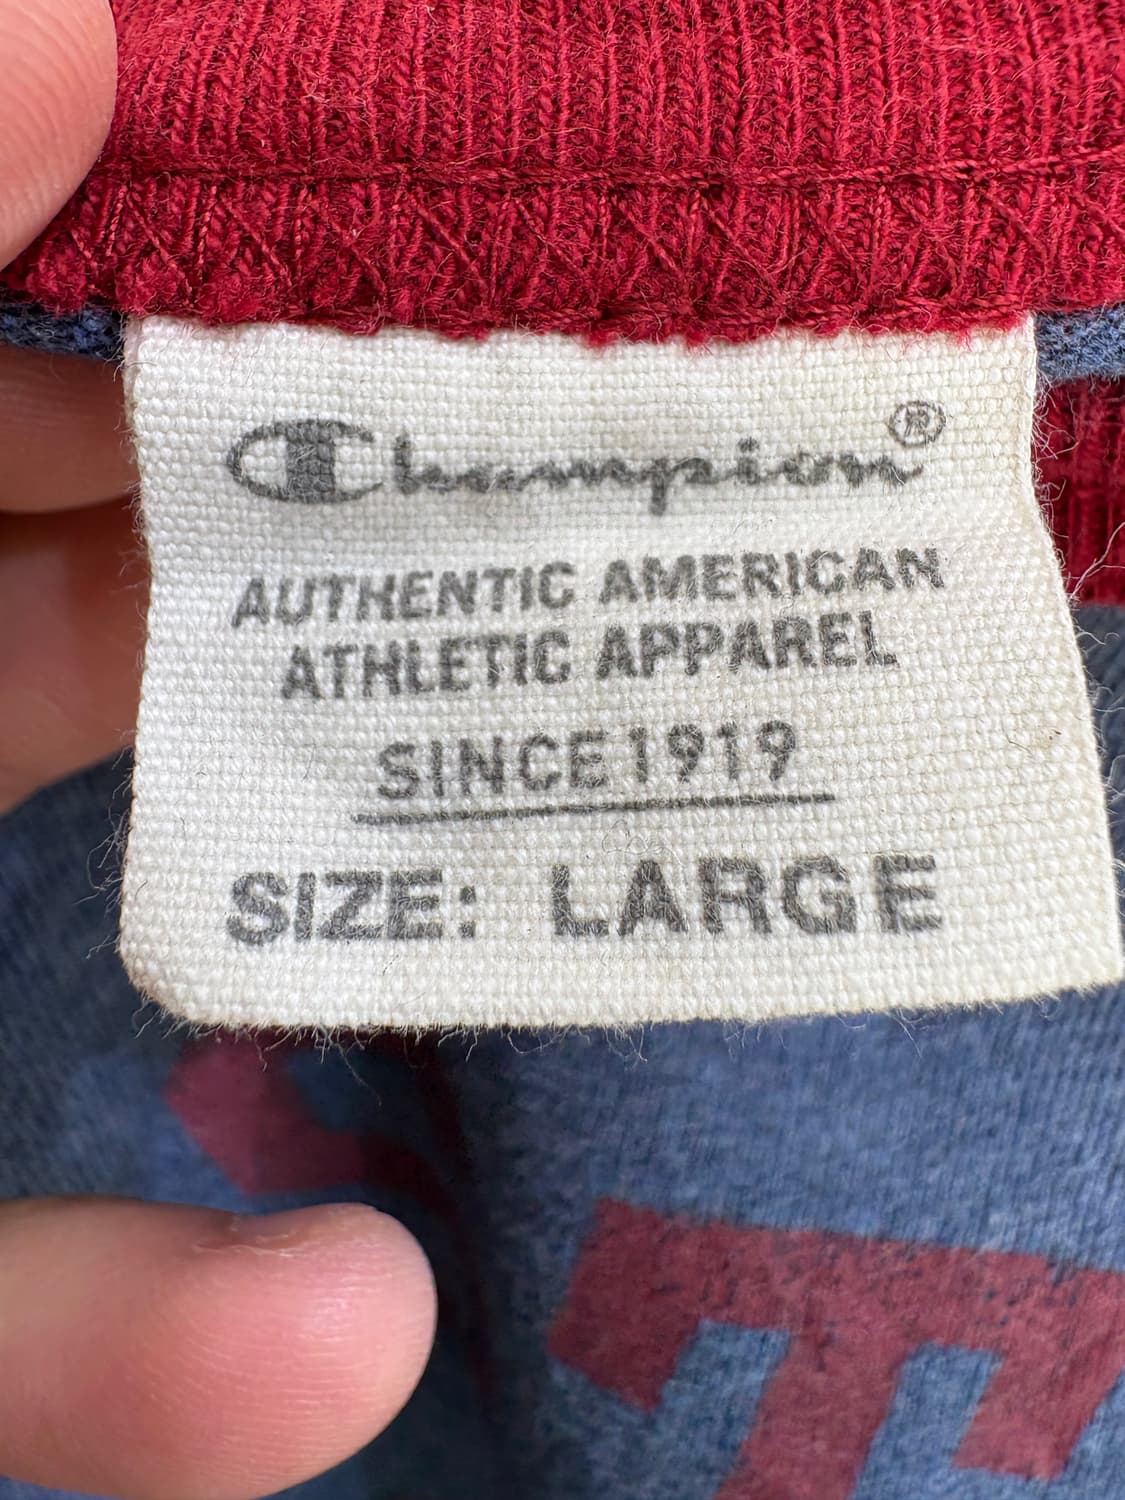 Champion®
AUTHENTIC AMERICAN
ATHLETIC APPAREL
SINCE 1919
SIZE: LARGE